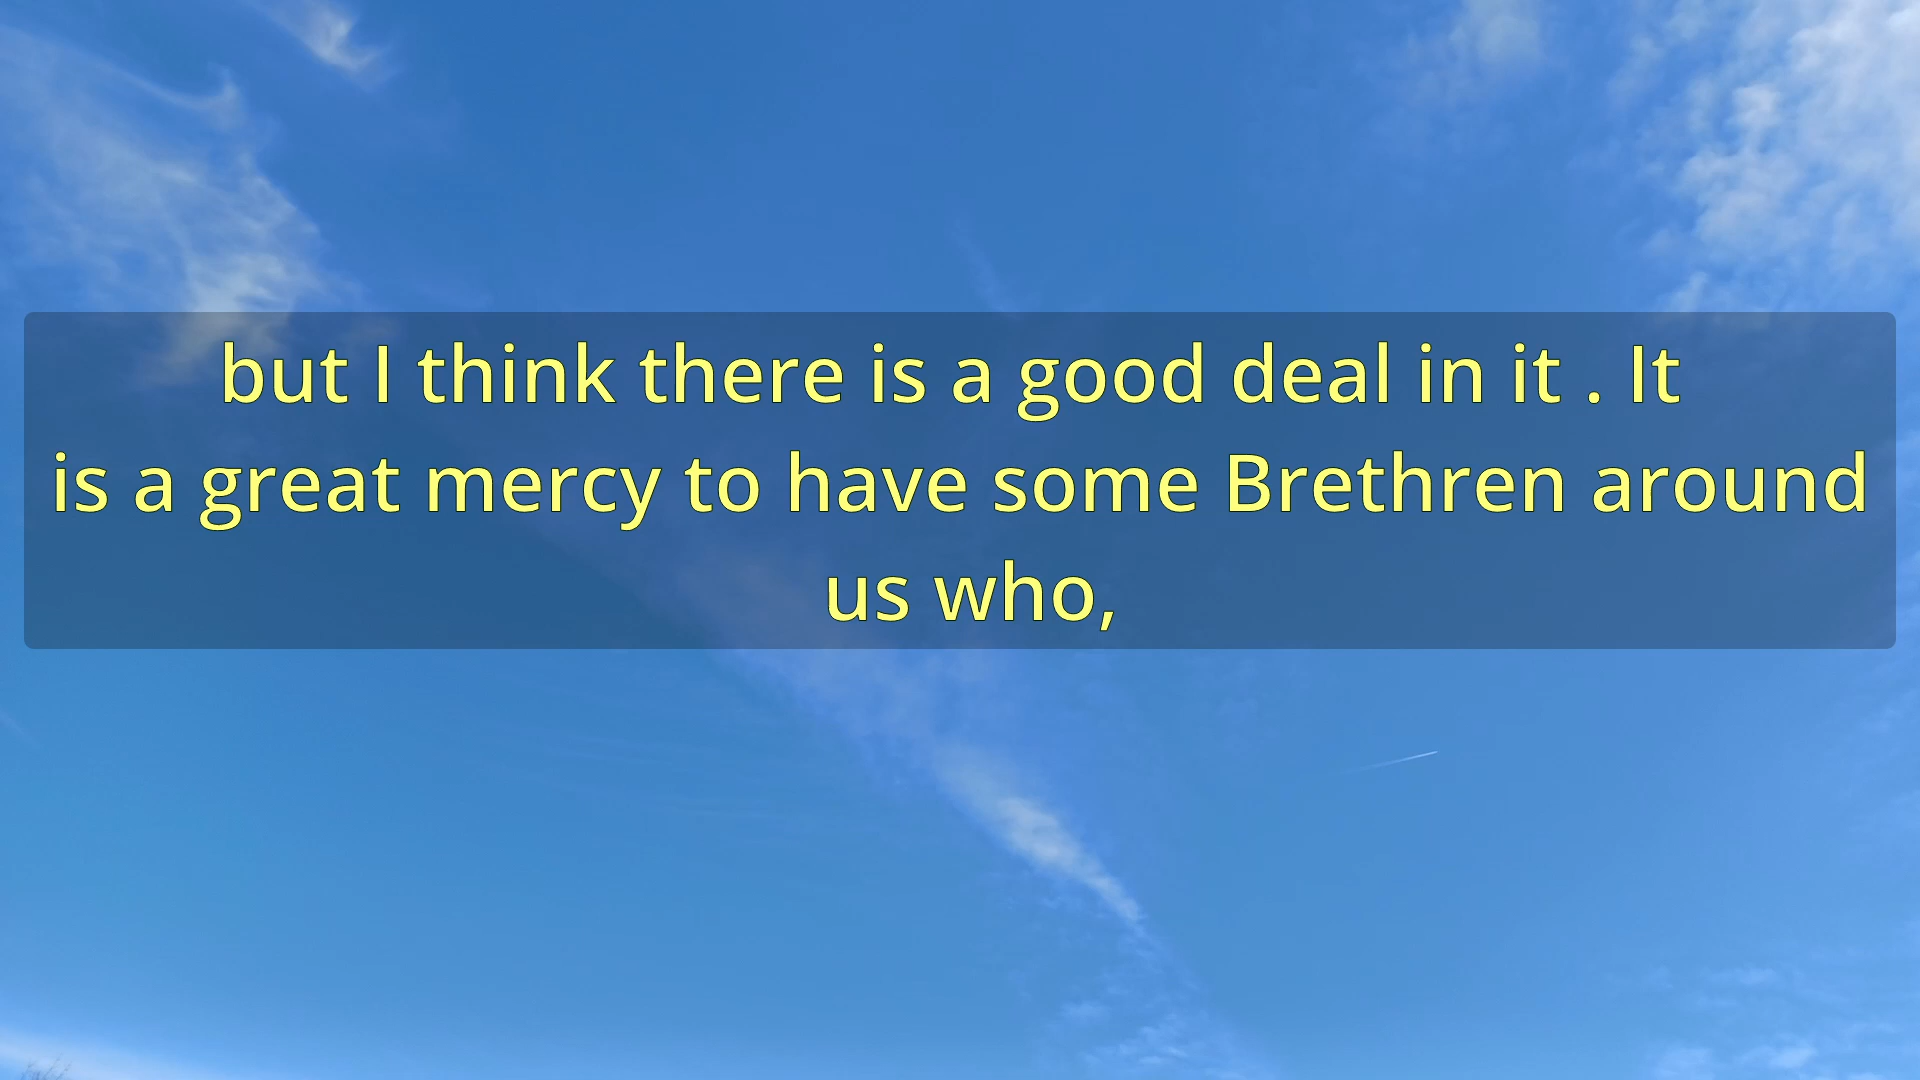 but I think there is a good deal in it . It
is a great mercy to have some Brethren around
us who,